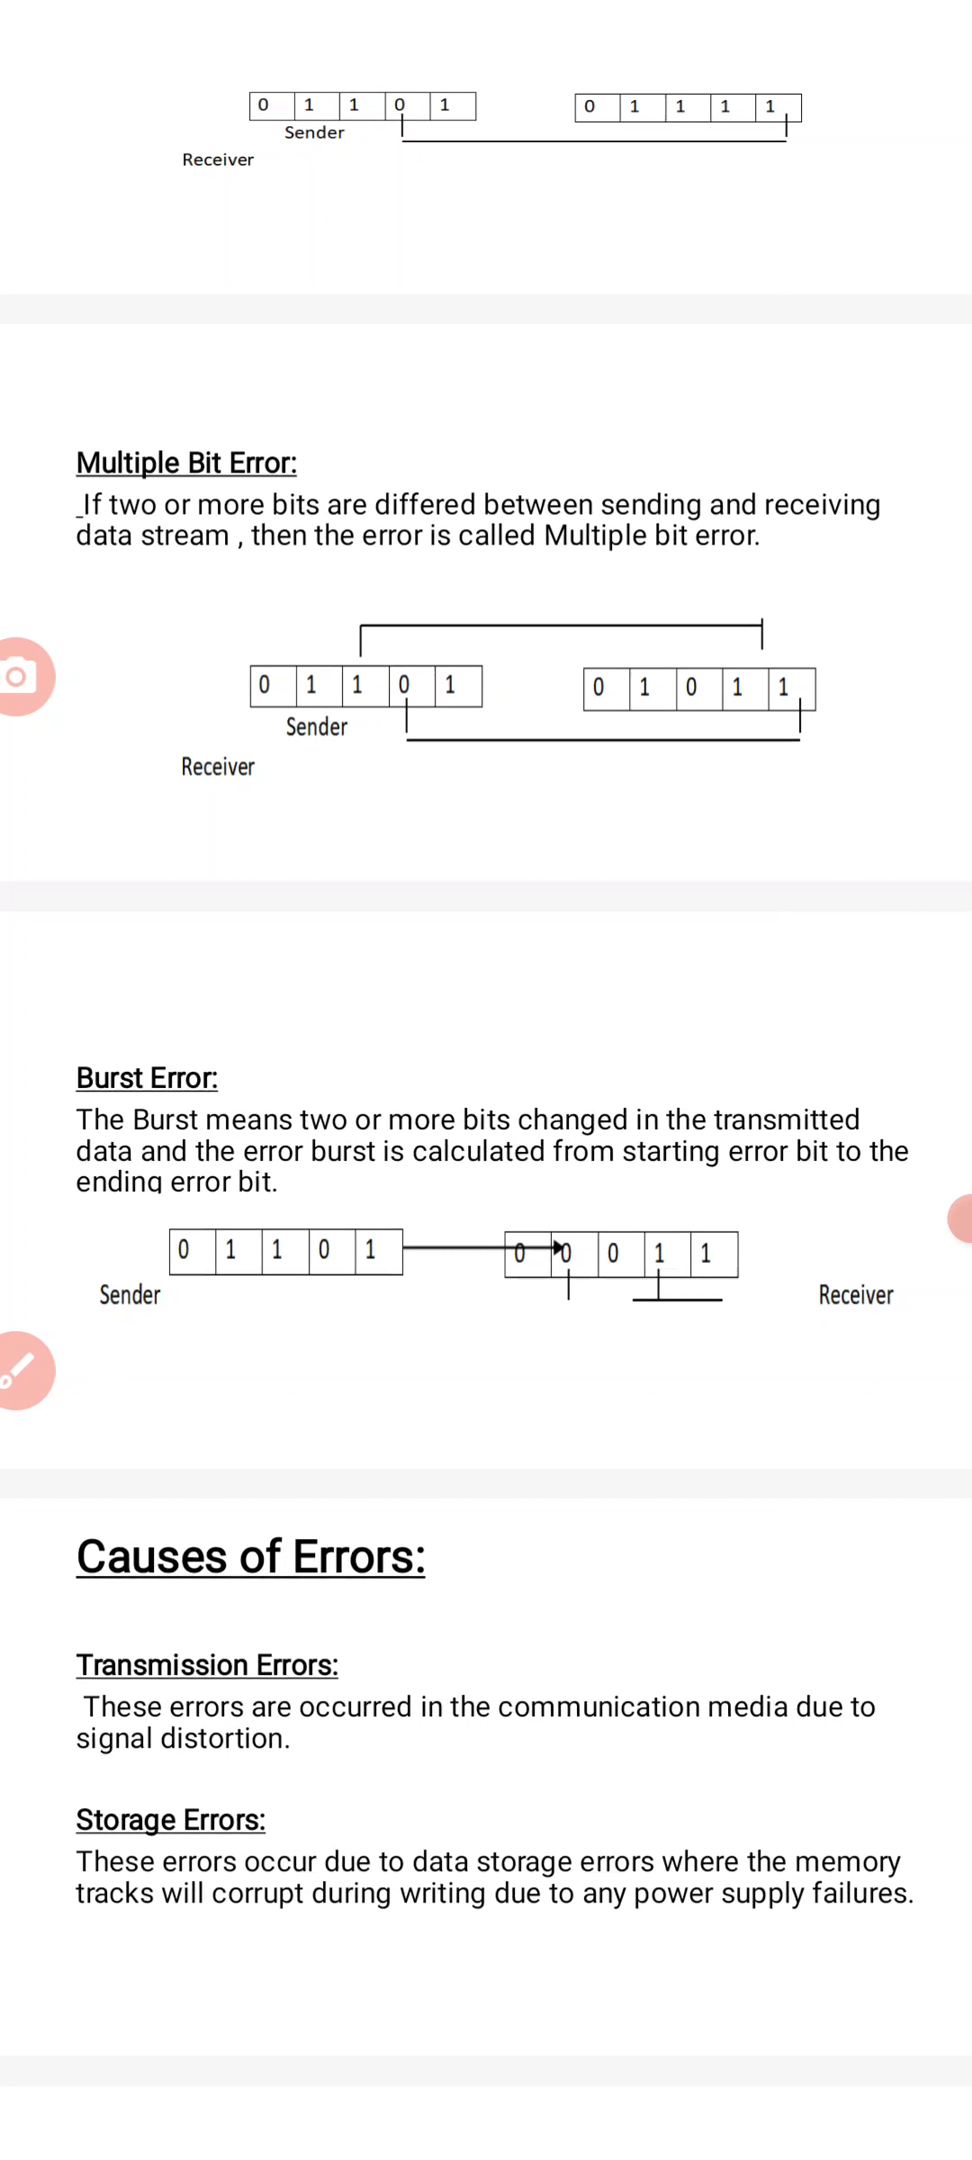 0 1 1 0 1 0 1 1 1 1
Sender
Receiver
Multiple Bit Error:
_If two or more bits are differed between sending and receiving
data stream , then the error is called Multiple bit error.
0 1 1 0 1 0 1 0 1 1
Sender
Receiver
Burst Error:
The Burst means two or more bits changed in the transmitted
data and the error burst is calculated from starting error bit to the
ending error bit.
0 1 1 0 1 0 0 0 1 1
Sender Receiver
Causes of Errors:
Transmission Errors:
These errors are occurred in the communication media due to
signal distortion.
Storage Errors:
These errors occur due to data storage errors where the memory
tracks will corrupt during writing due to any power supply failures.